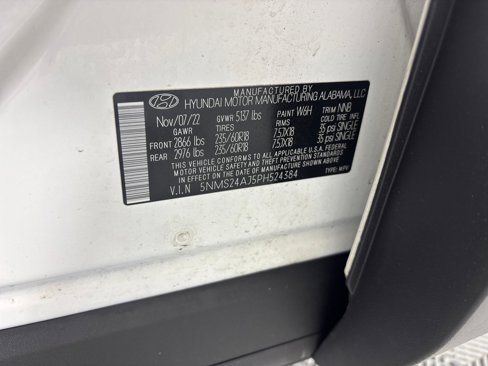 MANUFACTURED BY
HYUNDAI MOTOR MANUFACTURING ALABAMA, LLC
Nov/07/22 GVWR 5137 lbs PAINT W6H TRIM NNB
GAWR TIRES RIMS COLD TIRE INFL
FRONT 2866 lbs 235/60R18 7.5JX18 35 psi SINGLE
REAR 2976 lbs 235/60R18 7.5JX18 35 psi SINGLE
THIS VEHICLE CONFORMS TO ALL APPLICABLE U.S.A. FEDERAL
MOTOR VEHICLE SAFETY AND THEFT PREVENTION STANDARDS
IN EFFECT ON THE DATE OF MANUFACTURE SHOWN ABOVE.
V.I.N 5NMS24AJ5PH524384 TYPE: MPV